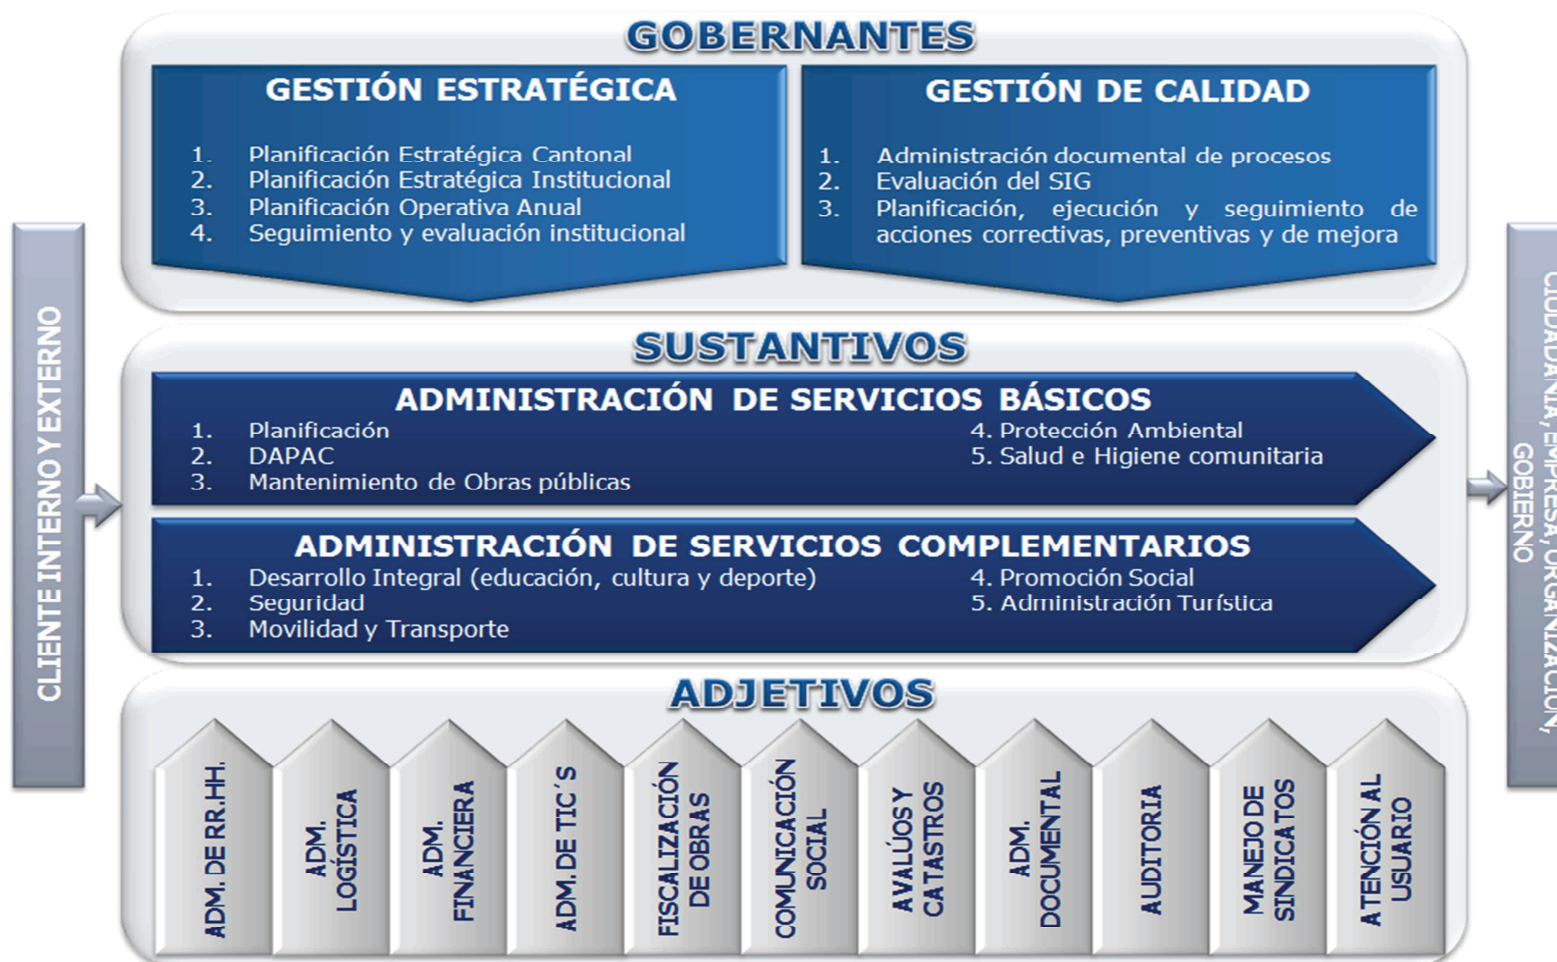 GOBERNANTES
GESTIÓN ESTRATÉGICA
1. Planificación Estratégica Cantonal
2. Planificación Estratégica Institucional
3. Planificación Operativa Anual
4. Seguimiento y evaluación institucional
GESTIÓN DE CALIDAD
1. Administración documental de procesos
2. Evaluación del SIG
3. Planificación, ejecución y seguimiento de
acciones correctivas, preventivas y de mejora
CLIENTE INTERNO Y EXTERNO
SUSTANTIVOS
ADMINISTRACIÓN DE SERVICIOS BÁSICOS
1. Planificación
2. DAPAC
3. Mantenimiento de Obras públicas
4. Protección Ambiental
5. Salud e Higiene comunitaria
ADMINISTRACIÓN DE SERVICIOS COMPLEMENTARIOS
1. Desarrollo Integral (educación, cultura y deporte)
2. Seguridad
3. Movilidad y Transporte
4. Promoción Social
5. Administración Turística
CIUDADANIA, EMPRESA, ORGANIZACIÓN,
GOBIERNO
ADJETIVOS
ADM. DE RR.HH.
ADM.
LOGÍSTICA
ADM.
FINANCIERA
ADM. DE TIC´S
FISCALIZACIÓN
DE OBRAS
COMUNICACIÓN
SOCIAL
AVALÚOS Y
CATASTROS
ADM.
DOCUMENTAL
AUDITORIA
MANEJO DE
SINDICATOS
ATENCIÓN AL
USUARIO